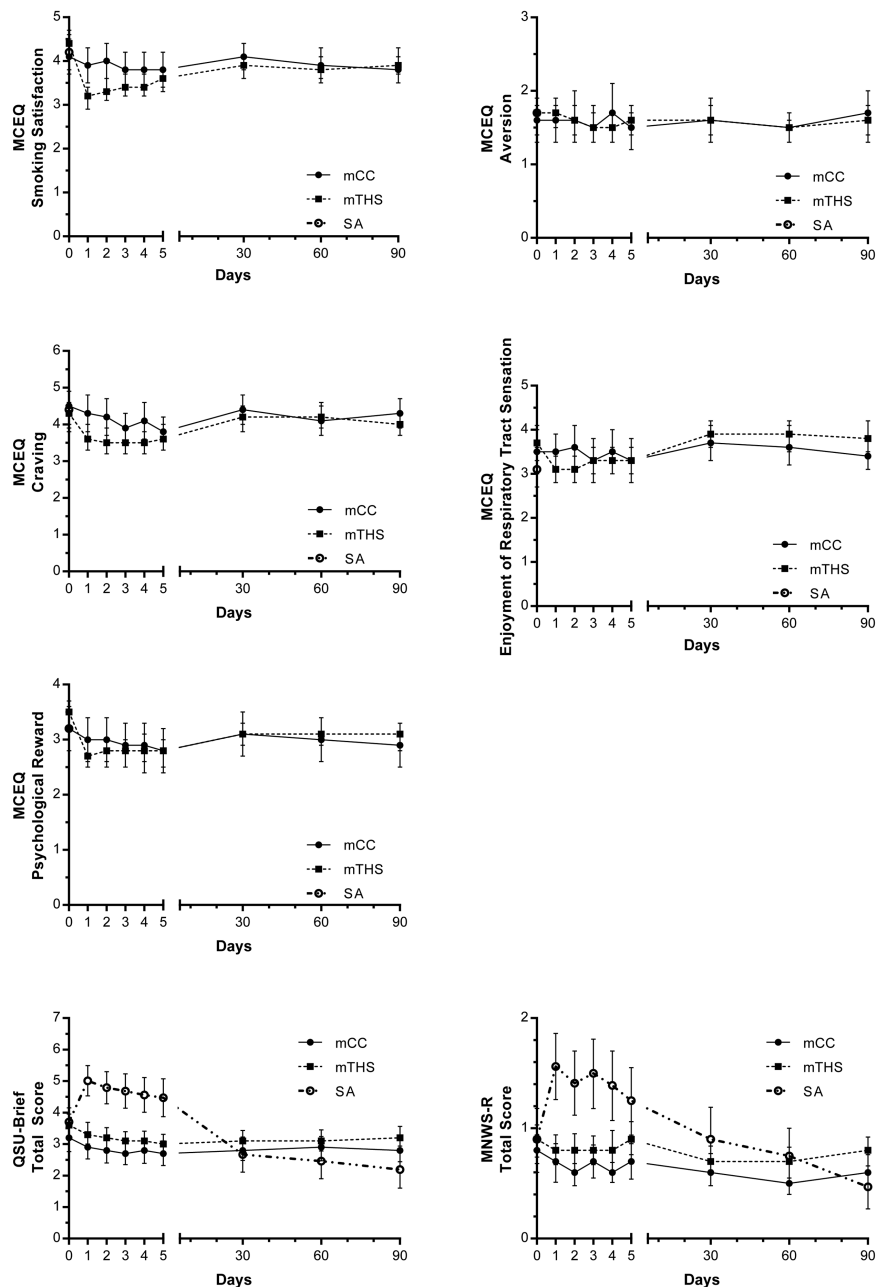 MCEQ
Smoking Satisfaction
5
4
3
2
1
0
mCC
mTHS
SA
0 1 2 3 4 5 30 60 90
Days
MCEQ
Aversion
3
2
1
0
mCC
mTHS
SA
0 1 2 3 4 5 30 60 90
Days
MCEQ
Craving
6
5
4
3
2
1
0
mCC
mTHS
SA
0 1 2 3 4 5 30 60 90
Days
MCEQ
Enjoyment of Respiratory Tract Sensation
5
4
3
2
1
0
mCC
mTHS
SA
0 1 2 3 4 5 30 60 90
Days
MCEQ
Psychological Reward
4
3
2
1
0
mCC
mTHS
SA
0 1 2 3 4 5 30 60 90
Days
QSU-Brief
Total Score
7
6
5
4
3
2
1
0
mCC
mTHS
SA
0 1 2 3 4 5 30 60 90
Days
MNWS-R
Total Score
2
1
0
mCC
mTHS
SA
0 1 2 3 4 5 30 60 90
Days